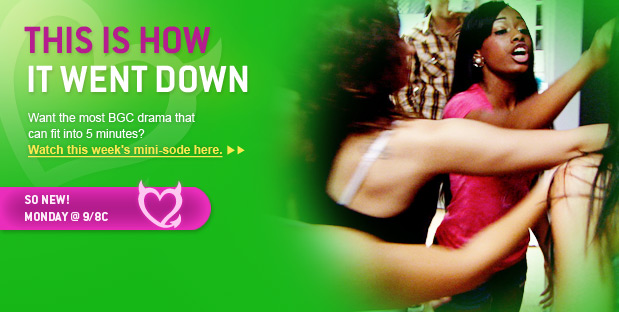 THIS IS HOW
IT WENT DOWN
Want the most BGC drama that
can fit into 5 minutes?
Watch this week's mini-sode here.
SO NEW!
MONDAY @ 9/8C